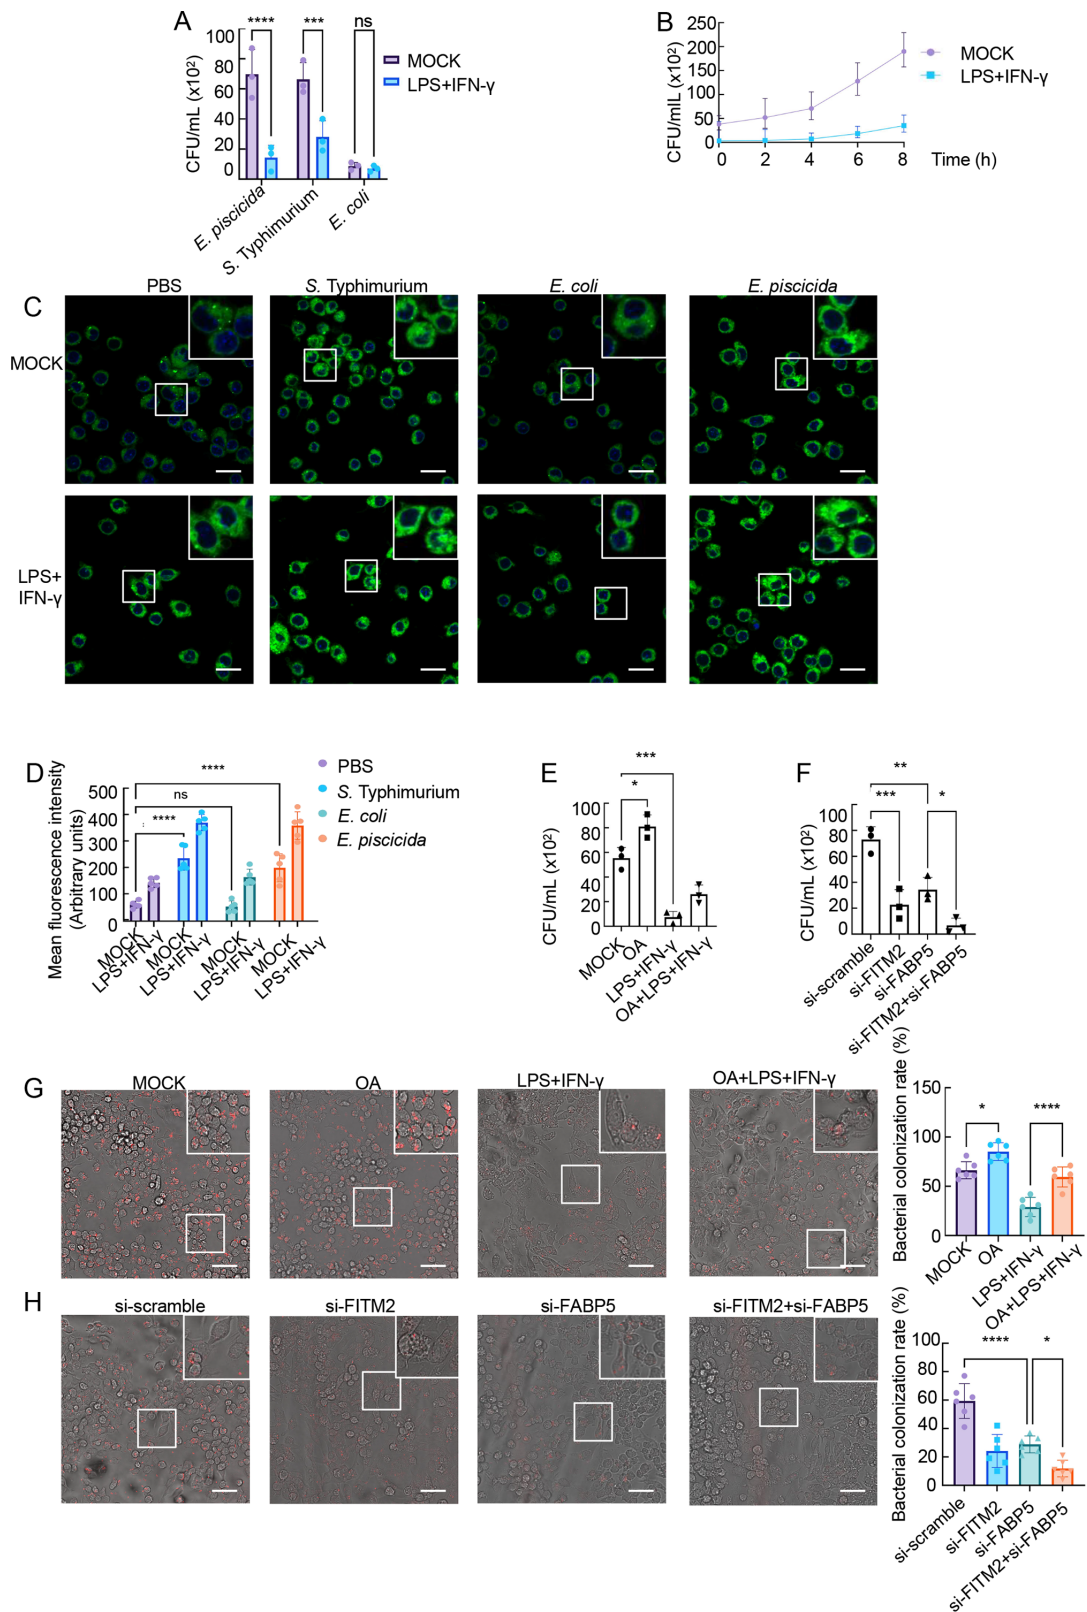 A
100
80
60
40
20
0
CFU/mL (x10²)
****
***
ns
MOCK
LPS+IFN-γ
E. piscicida
S. Typhimurium
E. coli
B
250
200
150
100
50
0
CFU/mIL (x10²)
0 2 4 6 8
Time (h)
MOCK
LPS+IFN-γ
C
PBS
S. Typhimurium
E. coli
E. piscicida
MOCK
LPS+
IFN-γ
D
Mean fluorescence intensity
(Arbitrary units)
500
400
300
200
100
0
****
ns
****
PBS
S. Typhimurium
E. coli
E. piscicida
MOCK
LPS+IFN-γ
MOCK
LPS+IFN-γ
MOCK
LPS+IFN-γ
MOCK
LPS+IFN-γ
E
CFU/mL (x10²)
100
80
60
40
20
0
***
*
MOCK
OA
LPS+IFN-γ
OA+LPS+IFN-γ
F
CFU/mL (x10²)
100
80
60
40
20
0
**
***
*
si-scramble
si-FITM2
si-FABP5
si-FITM2+si-FABP5
G
MOCK
OA
LPS+IFN-γ
OA+LPS+IFN-γ
Bacterial colonization rate (%)
150
100
50
0
*
****
MOCK
OA
LPS+IFN-γ
OA+LPS+IFN-γ
H
si-scramble
si-FITM2
si-FABP5
si-FITM2+si-FABP5
Bacterial colonization rate (%)
100
80
60
40
20
0
****
*
si-scramble
si-FITM2
si-FABP5
si-FITM2+si-FABP5